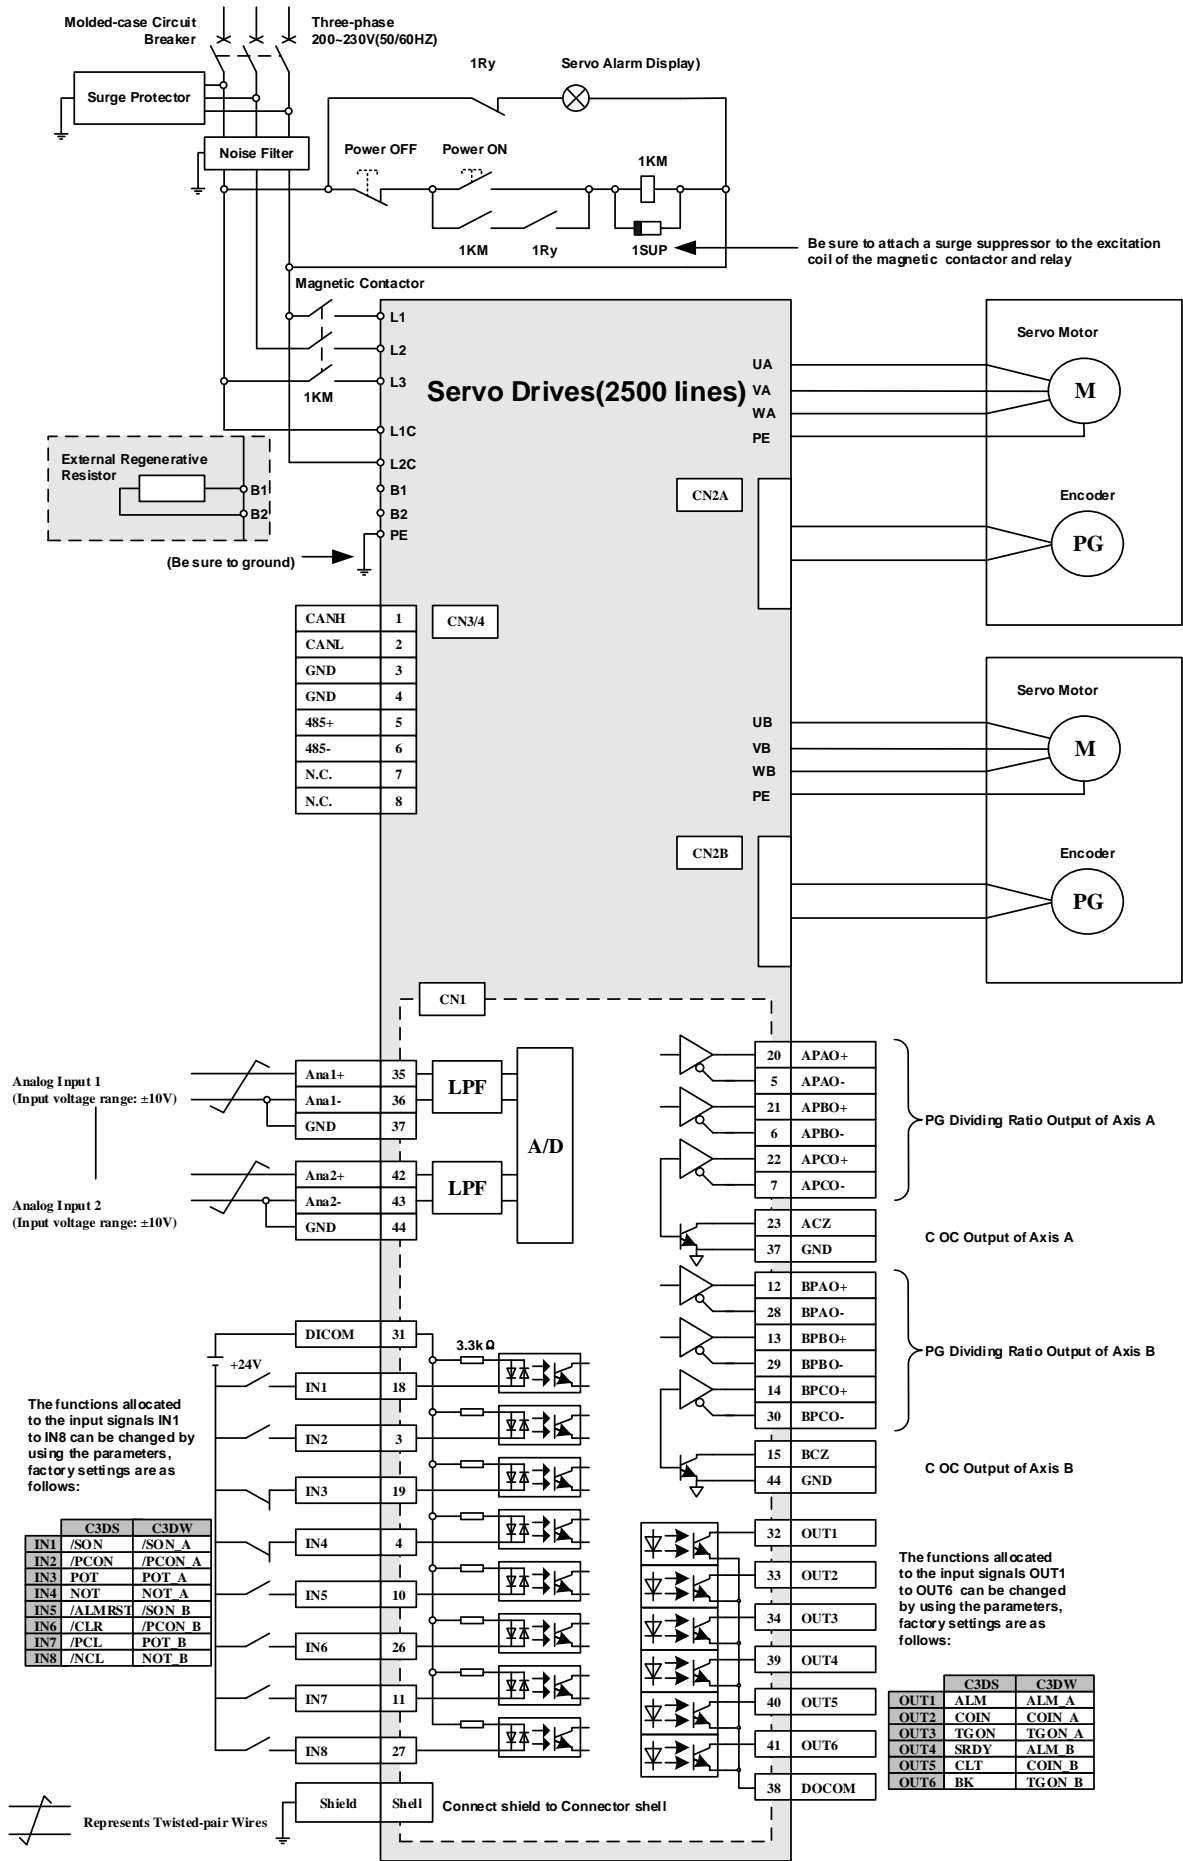 Molded-case Circuit
Breaker
Three-phase
200~230V(50/60HZ)
1Ry
Servo Alarm Display)
Surge Protector
Noise Filter
Power OFF
Power ON
1KM
1KM
1Ry
1SUP
Be sure to attach a surge suppressor to the excitation
coil of the magnetic contactor and relay
Magnetic Contactor
L1
L2
L3
1KM
L1C
L2C
B1
B2
PE
External Regenerative
Resistor
B1
B2
(Be sure to ground)
Servo Drives(2500 lines)
UA
VA
WA
PE
Servo Motor
M
CN2A
Encoder
PG
CANH 1
CANL 2
GND 3
GND 4
485+ 5
485- 6
N.C. 7
N.C. 8
CN3/4
UB
VB
WB
PE
Servo Motor
M
CN2B
Encoder
PG
CN1
Analog Input 1
(Input voltage range: ±10V)
Ana1+ 35
Ana1- 36
GND 37
LPF
A/D
Analog Input 2
(Input voltage range: ±10V)
Ana2+ 42
Ana2- 43
GND 44
LPF
20 APAO+
5 APAO-
21 APBO+
6 APBO-
22 APCO+
7 APCO-
PG Dividing Ratio Output of Axis A
23 ACZ
37 GND
C OC Output of Axis A
12 BPAO+
28 BPAO-
13 BPBO+
29 BPBO-
14 BPCO+
30 BPCO-
PG Dividing Ratio Output of Axis B
15 BCZ
44 GND
C OC Output of Axis B
DICOM 31
+24V
3.3kΩ
IN1 18
IN2 3
IN3 19
IN4 4
IN5 10
IN6 26
IN7 11
IN8 27
The functions allocated
to the input signals IN1
to IN8 can be changed by
using the parameters,
factory settings are as
follows:
C3DS C3DW
IN1 /SON /SON_A
IN2 /PCON /PCON_A
IN3 POT POT_A
IN4 NOT NOT_A
IN5 /ALMRST /SON_B
IN6 /CLR /PCON_B
IN7 /PCL POT_B
IN8 /NCL NOT_B
32 OUT1
33 OUT2
34 OUT3
39 OUT4
40 OUT5
41 OUT6
38 DOCOM
The functions allocated
to the input signals OUT1
to OUT6 can be changed
by using the parameters,
factory settings are as
follows:
C3DS C3DW
OUT1 ALM ALM_A
OUT2 COIN COIN_A
OUT3 TGON TGON_A
OUT4 SRDY ALM_B
OUT5 CLT COIN_B
OUT6 BK TGON_B
Shield Shell
Connect shield to Connector shell
Represents Twisted-pair Wires